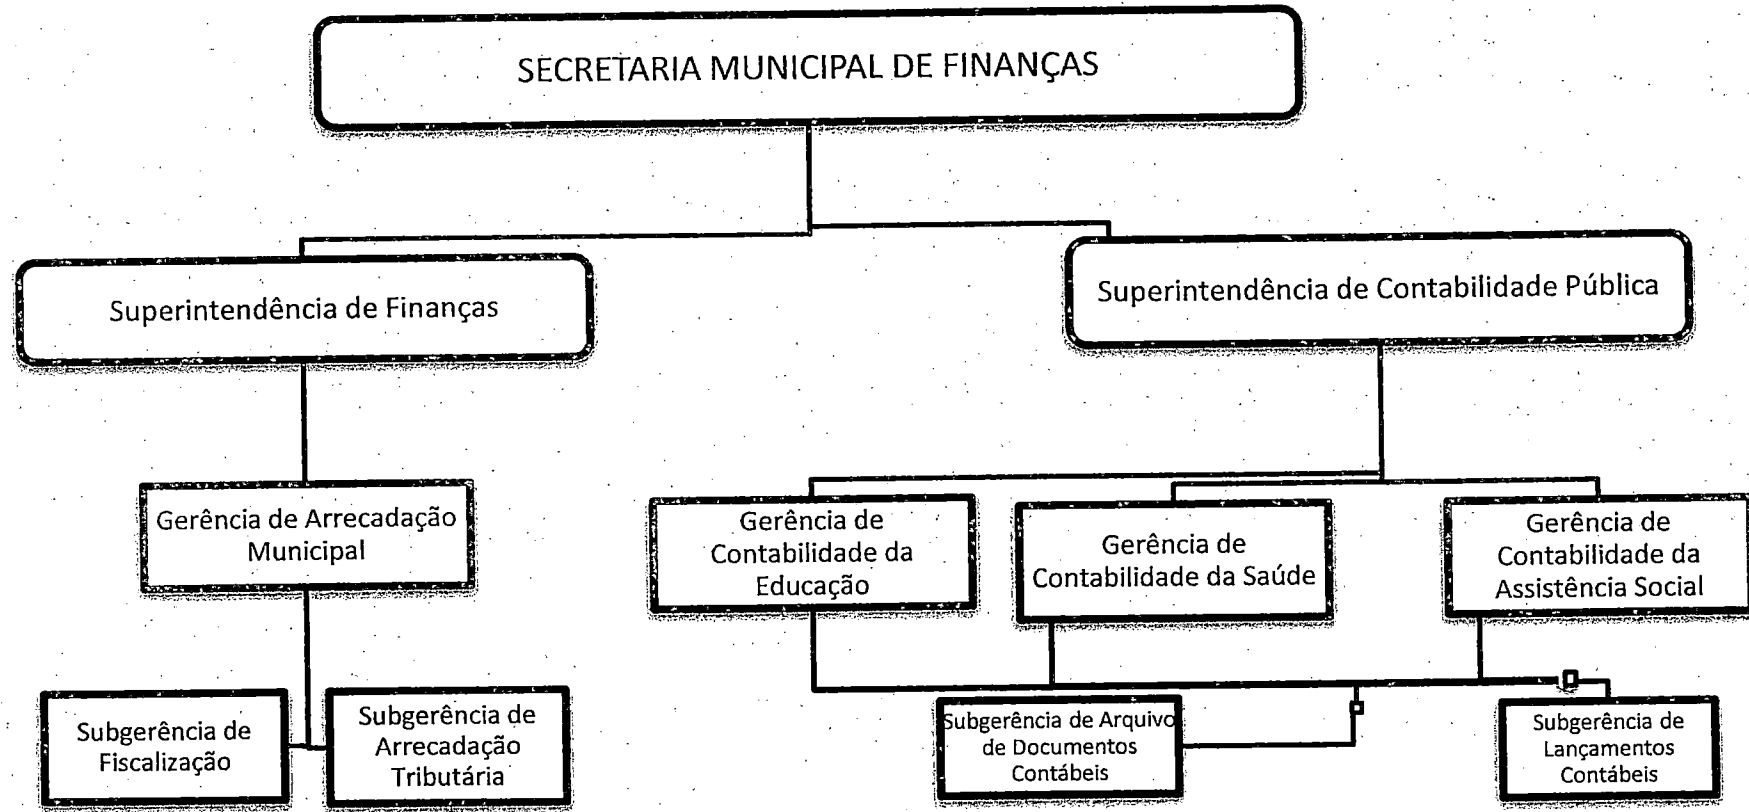 SECRETARIA MUNICIPAL DE FINANÇAS
Superintendência de Finanças
Superintendência de Contabilidade Pública
Gerência de Arrecadação
Municipal
Gerência de
Contabilidade da
Educação
Gerência de
Contabilidade da Saúde
Gerência de
Contabilidade da
Assistência Social
Subgerência de
Fiscalização
Subgerência de
Arrecadação
Tributária
Subgerência de Arquivo
de Documentos
Contábeis
Subgerência de
Lançamentos
Contábeis